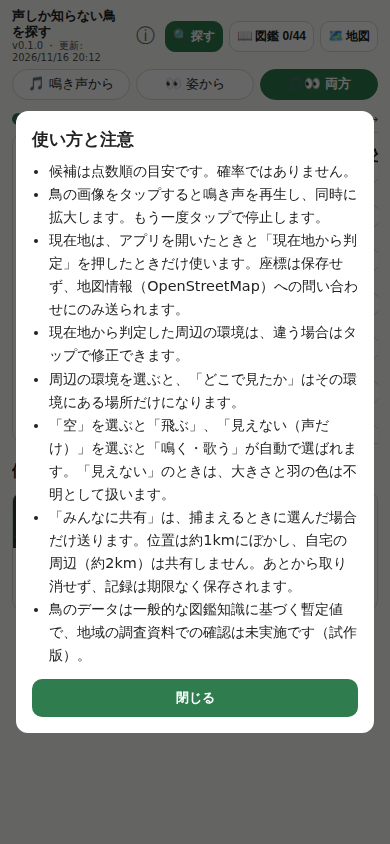 声しか知らない鳥
を探す
v0.1.0 ・ 更新:
2026/11/16 20:12
ⓘ
🔍 探す
📖 図鑑 0/44
🗺️ 地図
🎵 鳴き声から
👀 姿から
🎵👀 両方
使い方と注意
• 候補は点数順の目安です。確率ではありません。
• 鳥の画像をタップすると鳴き声を再生し、同時に
拡大します。もう一度タップで停止します。
• 現在地は、アプリを開いたときと「現在地から判
定」を押したときだけ使います。座標は保存せ
ず、地図情報（OpenStreetMap）への問い合わ
せにのみ送られます。
• 現在地から判定した周辺の環境は、違う場合はタ
ップで修正できます。
• 周辺の環境を選ぶと、「どこで見たか」はその環
境にある場所だけになります。
• 「空」を選ぶと「飛ぶ」、「見えない（声だ
け）」を選ぶと「鳴く・歌う」が自動で選ばれま
す。「見えない」のときは、大きさと羽の色は不
明として扱います。
• 「みんなに共有」は、捕まえるときに選んだ場合
だけ送ります。位置は約1kmにぼかし、自宅の
周辺（約2km）は共有しません。あとから取り
消せず、記録は期限なく保存されます。
• 鳥のデータは一般的な図鑑知識に基づく暫定値
で、地域の調査資料での確認は未実施です（試作
版）。
閉じる